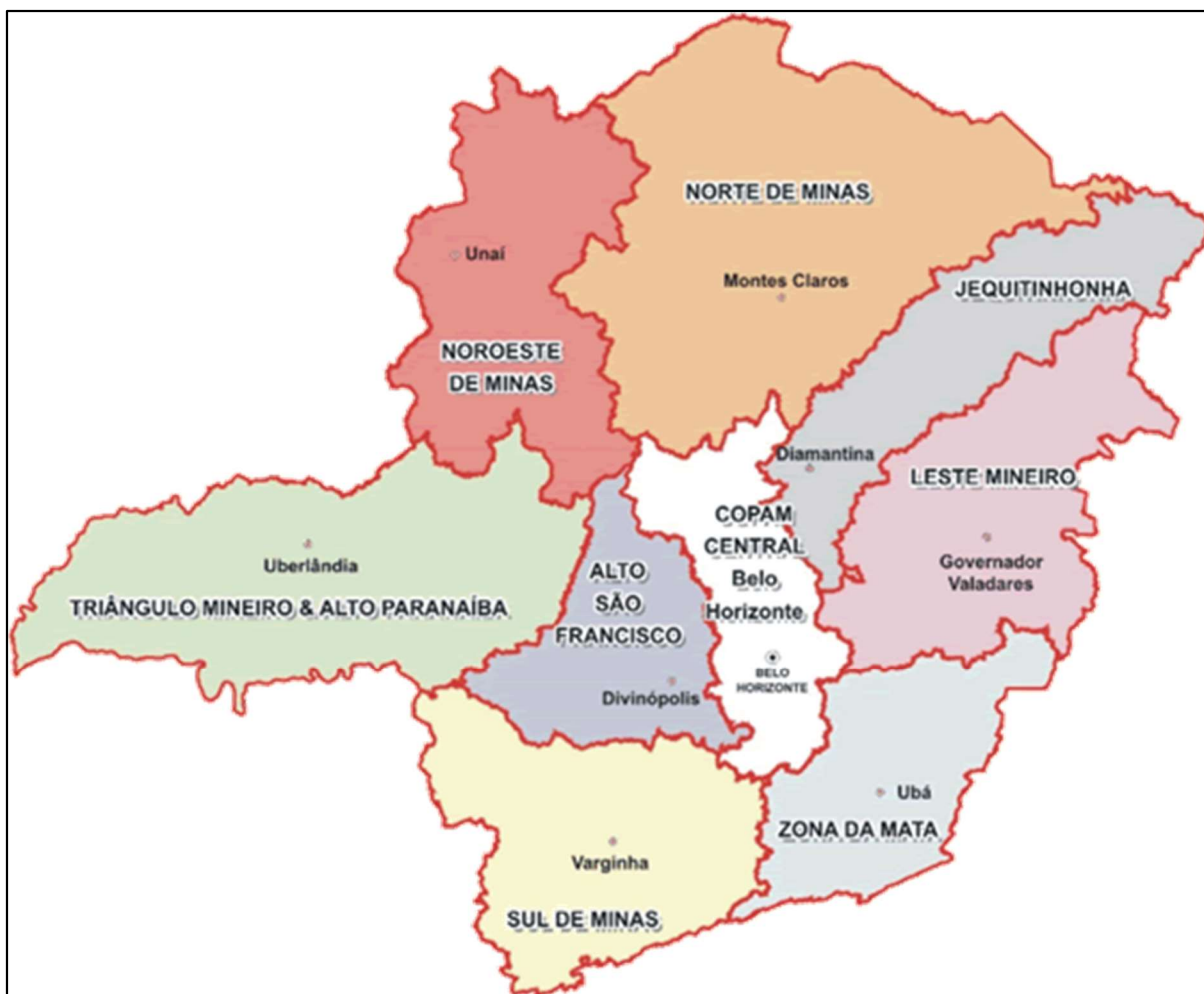 NORTE DE MINAS
Unaí
Montes Claros
JEQUITINHONHA
NOROESTE
DE MINAS
Diamantina
LESTE MINEIRO
COPAM
CENTRAL
Belo
Horizonte
Uberlândia
TRIÂNGULO MINEIRO & ALTO PARANAÍBA
ALTO
SÃO
FRANCISCO
Governador
Valadares
BELO
HORIZONTE
Divinópolis
Ubá
ZONA DA MATA
Varginha
SUL DE MINAS